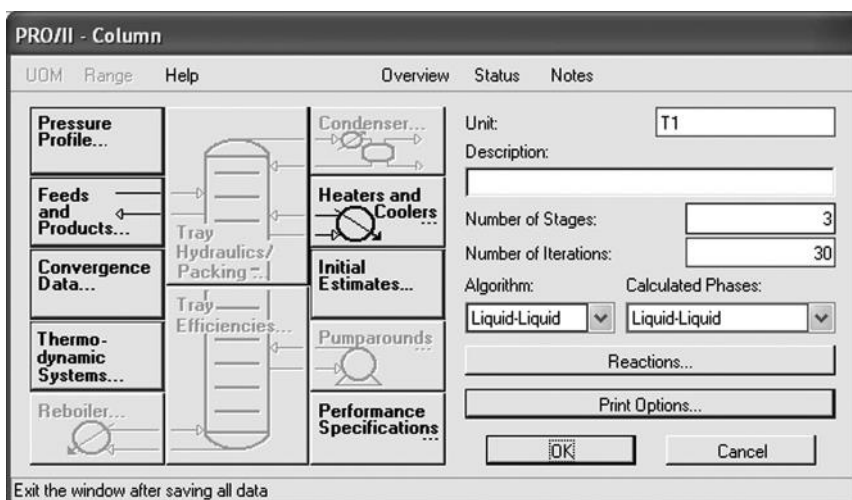 PRO/II - Column
UOM Range Help Overview Status Notes
Pressure
Profile...
Feeds
and
Products...
Convergence
Data...
Thermo-
dynamic
Systems...
Reboiler...
Tray
Hydraulics/
Packing ...
Tray
Efficiencies...
Condenser...
Heaters and
Coolers
...
Initial
Estimates...
Pumparounds
...
Performance
Specifications
...
Unit: T1
Description:
Number of Stages: 3
Number of Iterations: 30
Algorithm: Calculated Phases:
Liquid-Liquid Liquid-Liquid
Reactions...
Print Options...
OK Cancel
Exit the window after saving all data